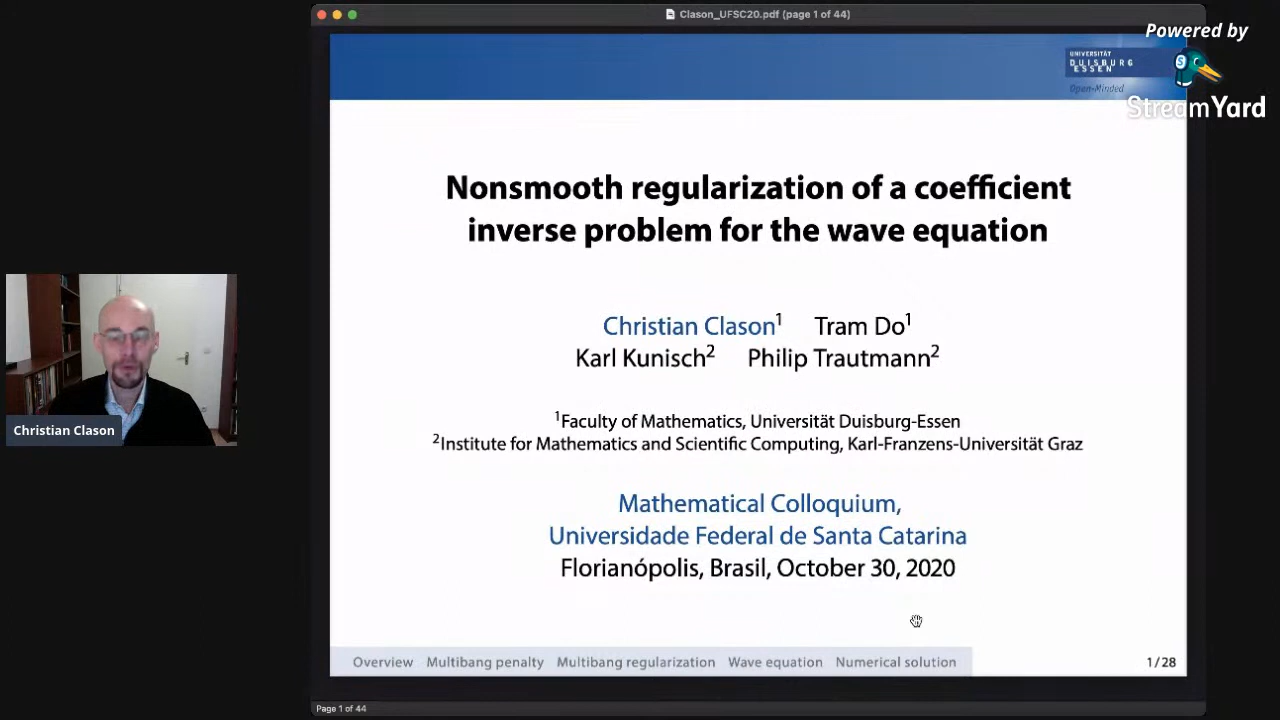 Clason_UFSC20.pdf (page 1 of 44)
Powered by
StreamYard
UNIVERSITÄT
DUISBURG
ESSEN
Open-Minded
Nonsmooth regularization of a coefficient
inverse problem for the wave equation
Christian Clason¹ Tram Do¹
Karl Kunisch² Philip Trautmann²
¹Faculty of Mathematics, Universität Duisburg-Essen
²Institute for Mathematics and Scientific Computing, Karl-Franzens-Universität Graz
Mathematical Colloquium,
Universidade Federal de Santa Catarina
Florianópolis, Brasil, October 30, 2020
Christian Clason
Overview Multibang penalty Multibang regularization Wave equation Numerical solution 1 / 28
Page 1 of 44